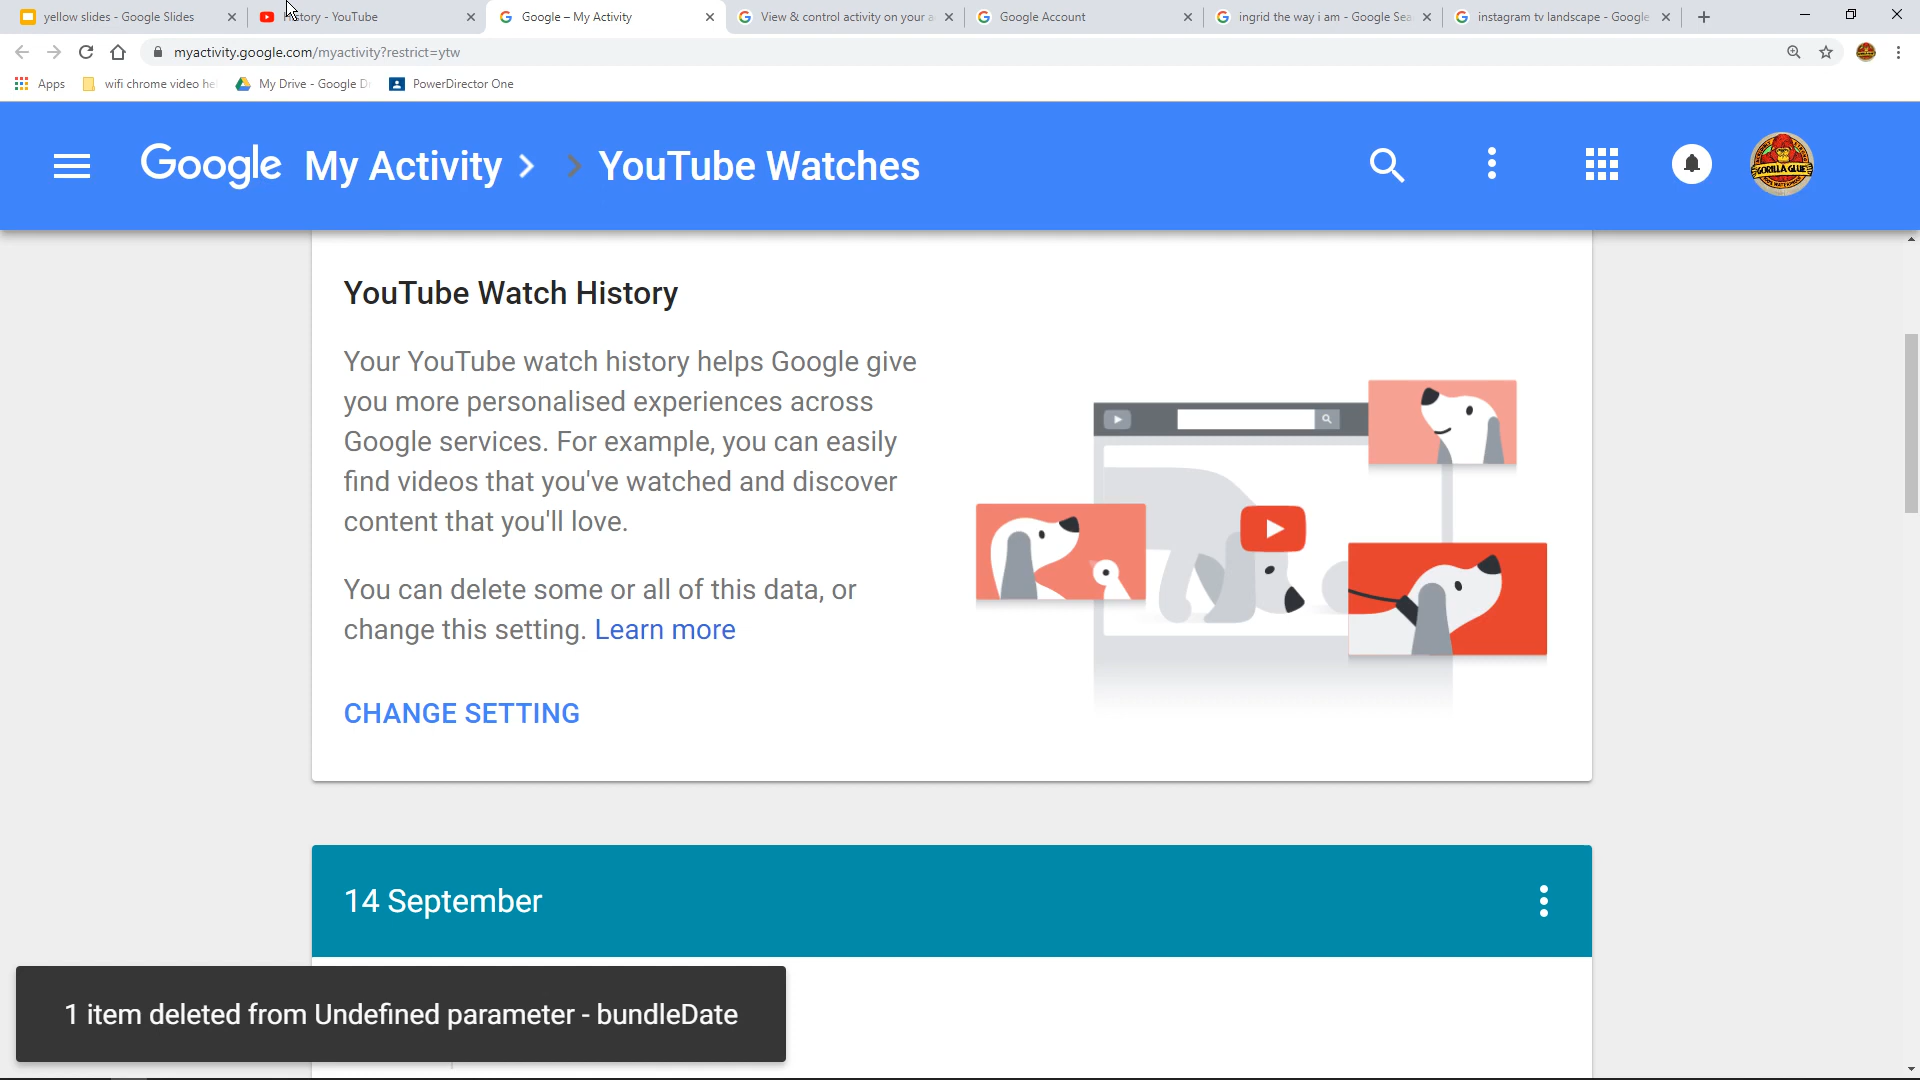 yellow slides - Google Slides
History - YouTube
Google – My Activity
View & control activity on your a
Google Account
ingrid the way i am - Google Sea
instagram tv landscape - Google
myactivity.google.com/myactivity?restrict=ytw
Apps
wifi chrome video he
My Drive - Google D
PowerDirector One
Google My Activity > > YouTube Watches
GORILLA GLUE
YouTube Watch History
Your YouTube watch history helps Google give
you more personalised experiences across
Google services. For example, you can easily
find videos that you've watched and discover
content that you'll love.
You can delete some or all of this data, or
change this setting. Learn more
CHANGE SETTING
14 September
1 item deleted from Undefined parameter - bundleDate